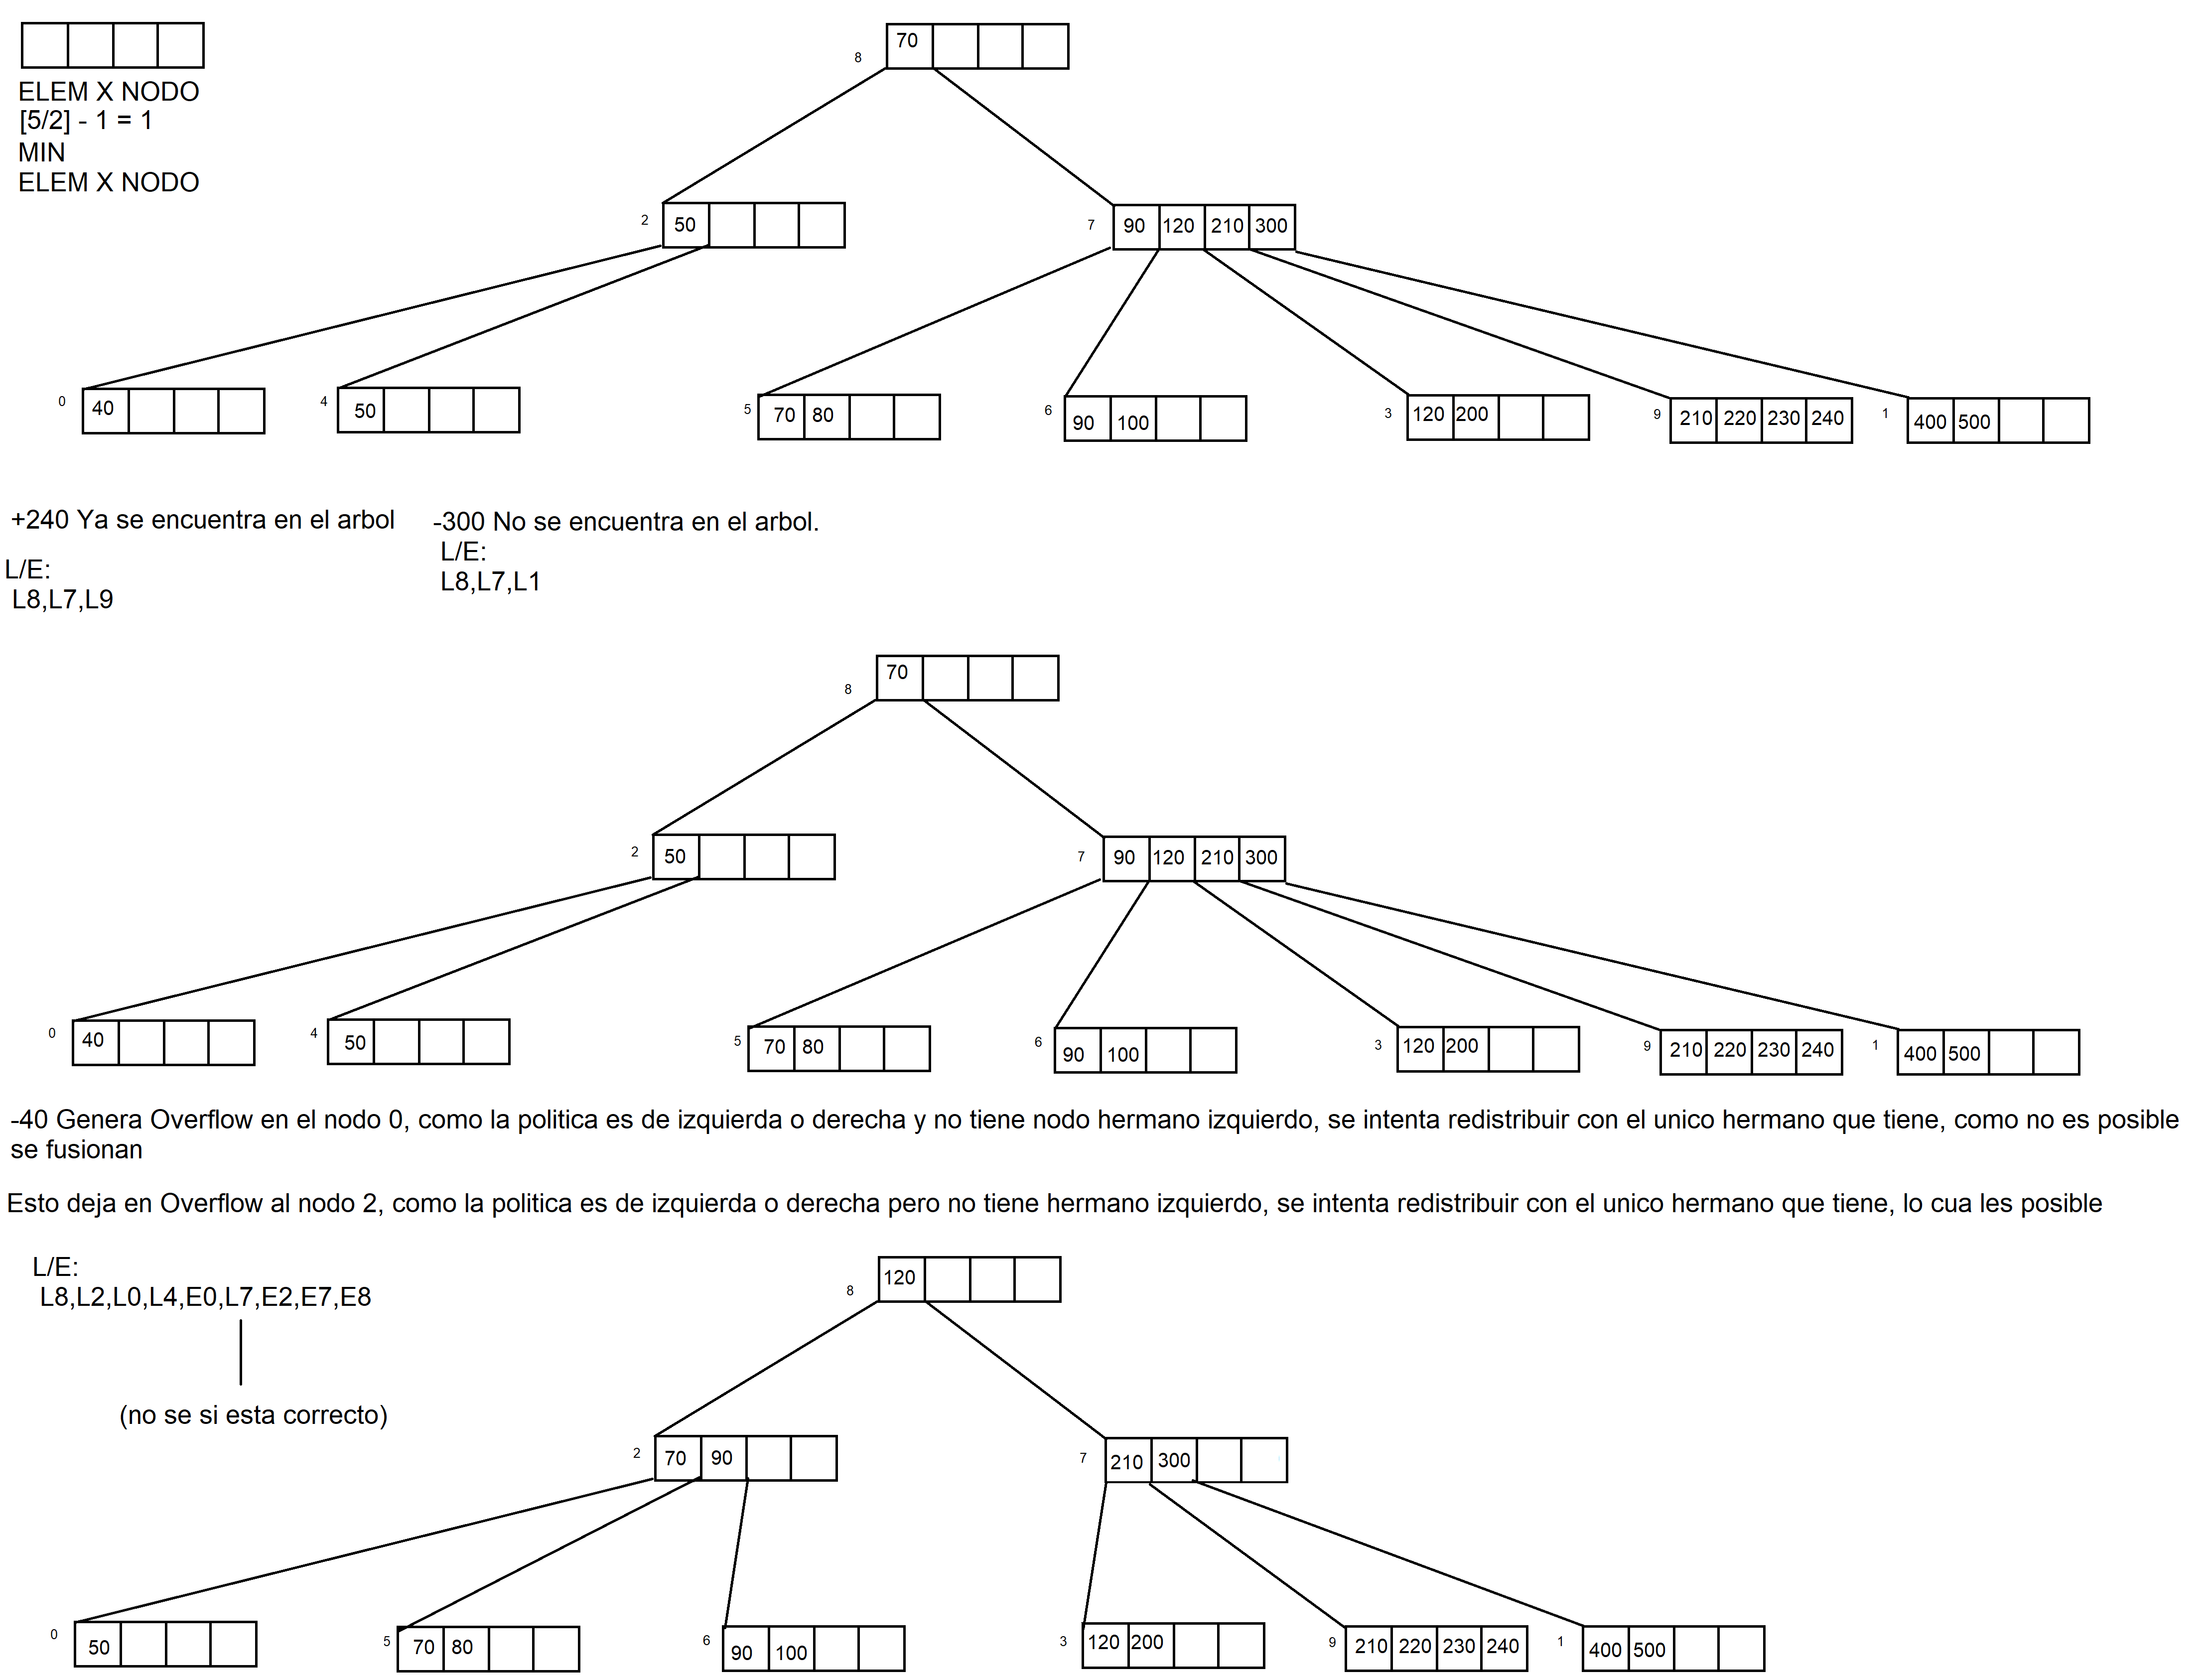 ELEM X NODO
[5/2] - 1 = 1
MIN
ELEM X NODO
8
70
2
50
7
90 120 210 300
0
40
4
50
5
70 80
6
90 100
3
120 200
9
210 220 230 240
1
400 500
+240 Ya se encuentra en el arbol
L/E:
L8,L7,L9
-300 No se encuentra en el arbol.
L/E:
L8,L7,L1
8
70
2
50
7
90 120 210 300
0
40
4
50
5
70 80
6
90 100
3
120 200
9
210 220 230 240
1
400 500
-40 Genera Overflow en el nodo 0, como la politica es de izquierda o derecha y no tiene nodo hermano izquierdo, se intenta redistribuir con el unico hermano que tiene, como no es posible
se fusionan
Esto deja en Overflow al nodo 2, como la politica es de izquierda o derecha pero no tiene hermano izquierdo, se intenta redistribuir con el unico hermano que tiene, lo cua les posible
L/E:
L8,L2,L0,L4,E0,L7,E2,E7,E8
(no se si esta correcto)
8
120
2
70 90
7
210 300
0
50
5
70 80
6
90 100
3
120 200
9
210 220 230 240
1
400 500